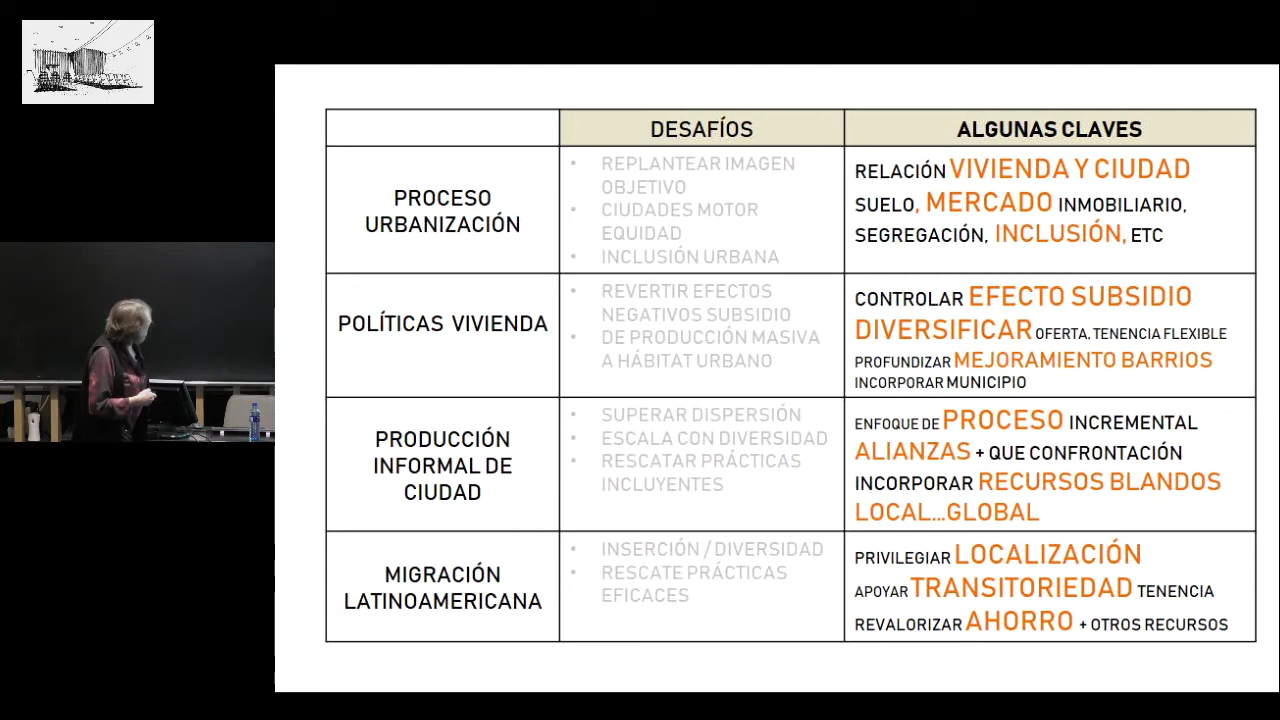 DESAFÍOS
ALGUNAS CLAVES
PROCESO
URBANIZACIÓN
• REPLANTEAR IMAGEN
OBJETIVO
• CIUDADES MOTOR
EQUIDAD
• INCLUSIÓN URBANA
RELACIÓN VIVIENDA Y CIUDAD
SUELO, MERCADO INMOBILIARIO,
SEGREGACIÓN, INCLUSIÓN, ETC
POLÍTICAS VIVIENDA
• REVERTIR EFECTOS
NEGATIVOS SUBSIDIO
• DE PRODUCCIÓN MASIVA
A HÁBITAT URBANO
CONTROLAR EFECTO SUBSIDIO
DIVERSIFICAR OFERTA. TENENCIA FLEXIBLE
PROFUNDIZAR MEJORAMIENTO BARRIOS
INCORPORAR MUNICIPIO
PRODUCCIÓN
INFORMAL DE
CIUDAD
• SUPERAR DISPERSIÓN
• ESCALA CON DIVERSIDAD
• RESCATAR PRÁCTICAS
INCLUYENTES
ENFOQUE DE PROCESO INCREMENTAL
ALIANZAS + QUE CONFRONTACIÓN
INCORPORAR RECURSOS BLANDOS
LOCAL...GLOBAL
MIGRACIÓN
LATINOAMERICANA
• INSERCIÓN / DIVERSIDAD
• RESCATE PRÁCTICAS
EFICACES
PRIVILEGIAR LOCALIZACIÓN
APOYAR TRANSITORIEDAD TENENCIA
REVALORIZAR AHORRO + OTROS RECURSOS